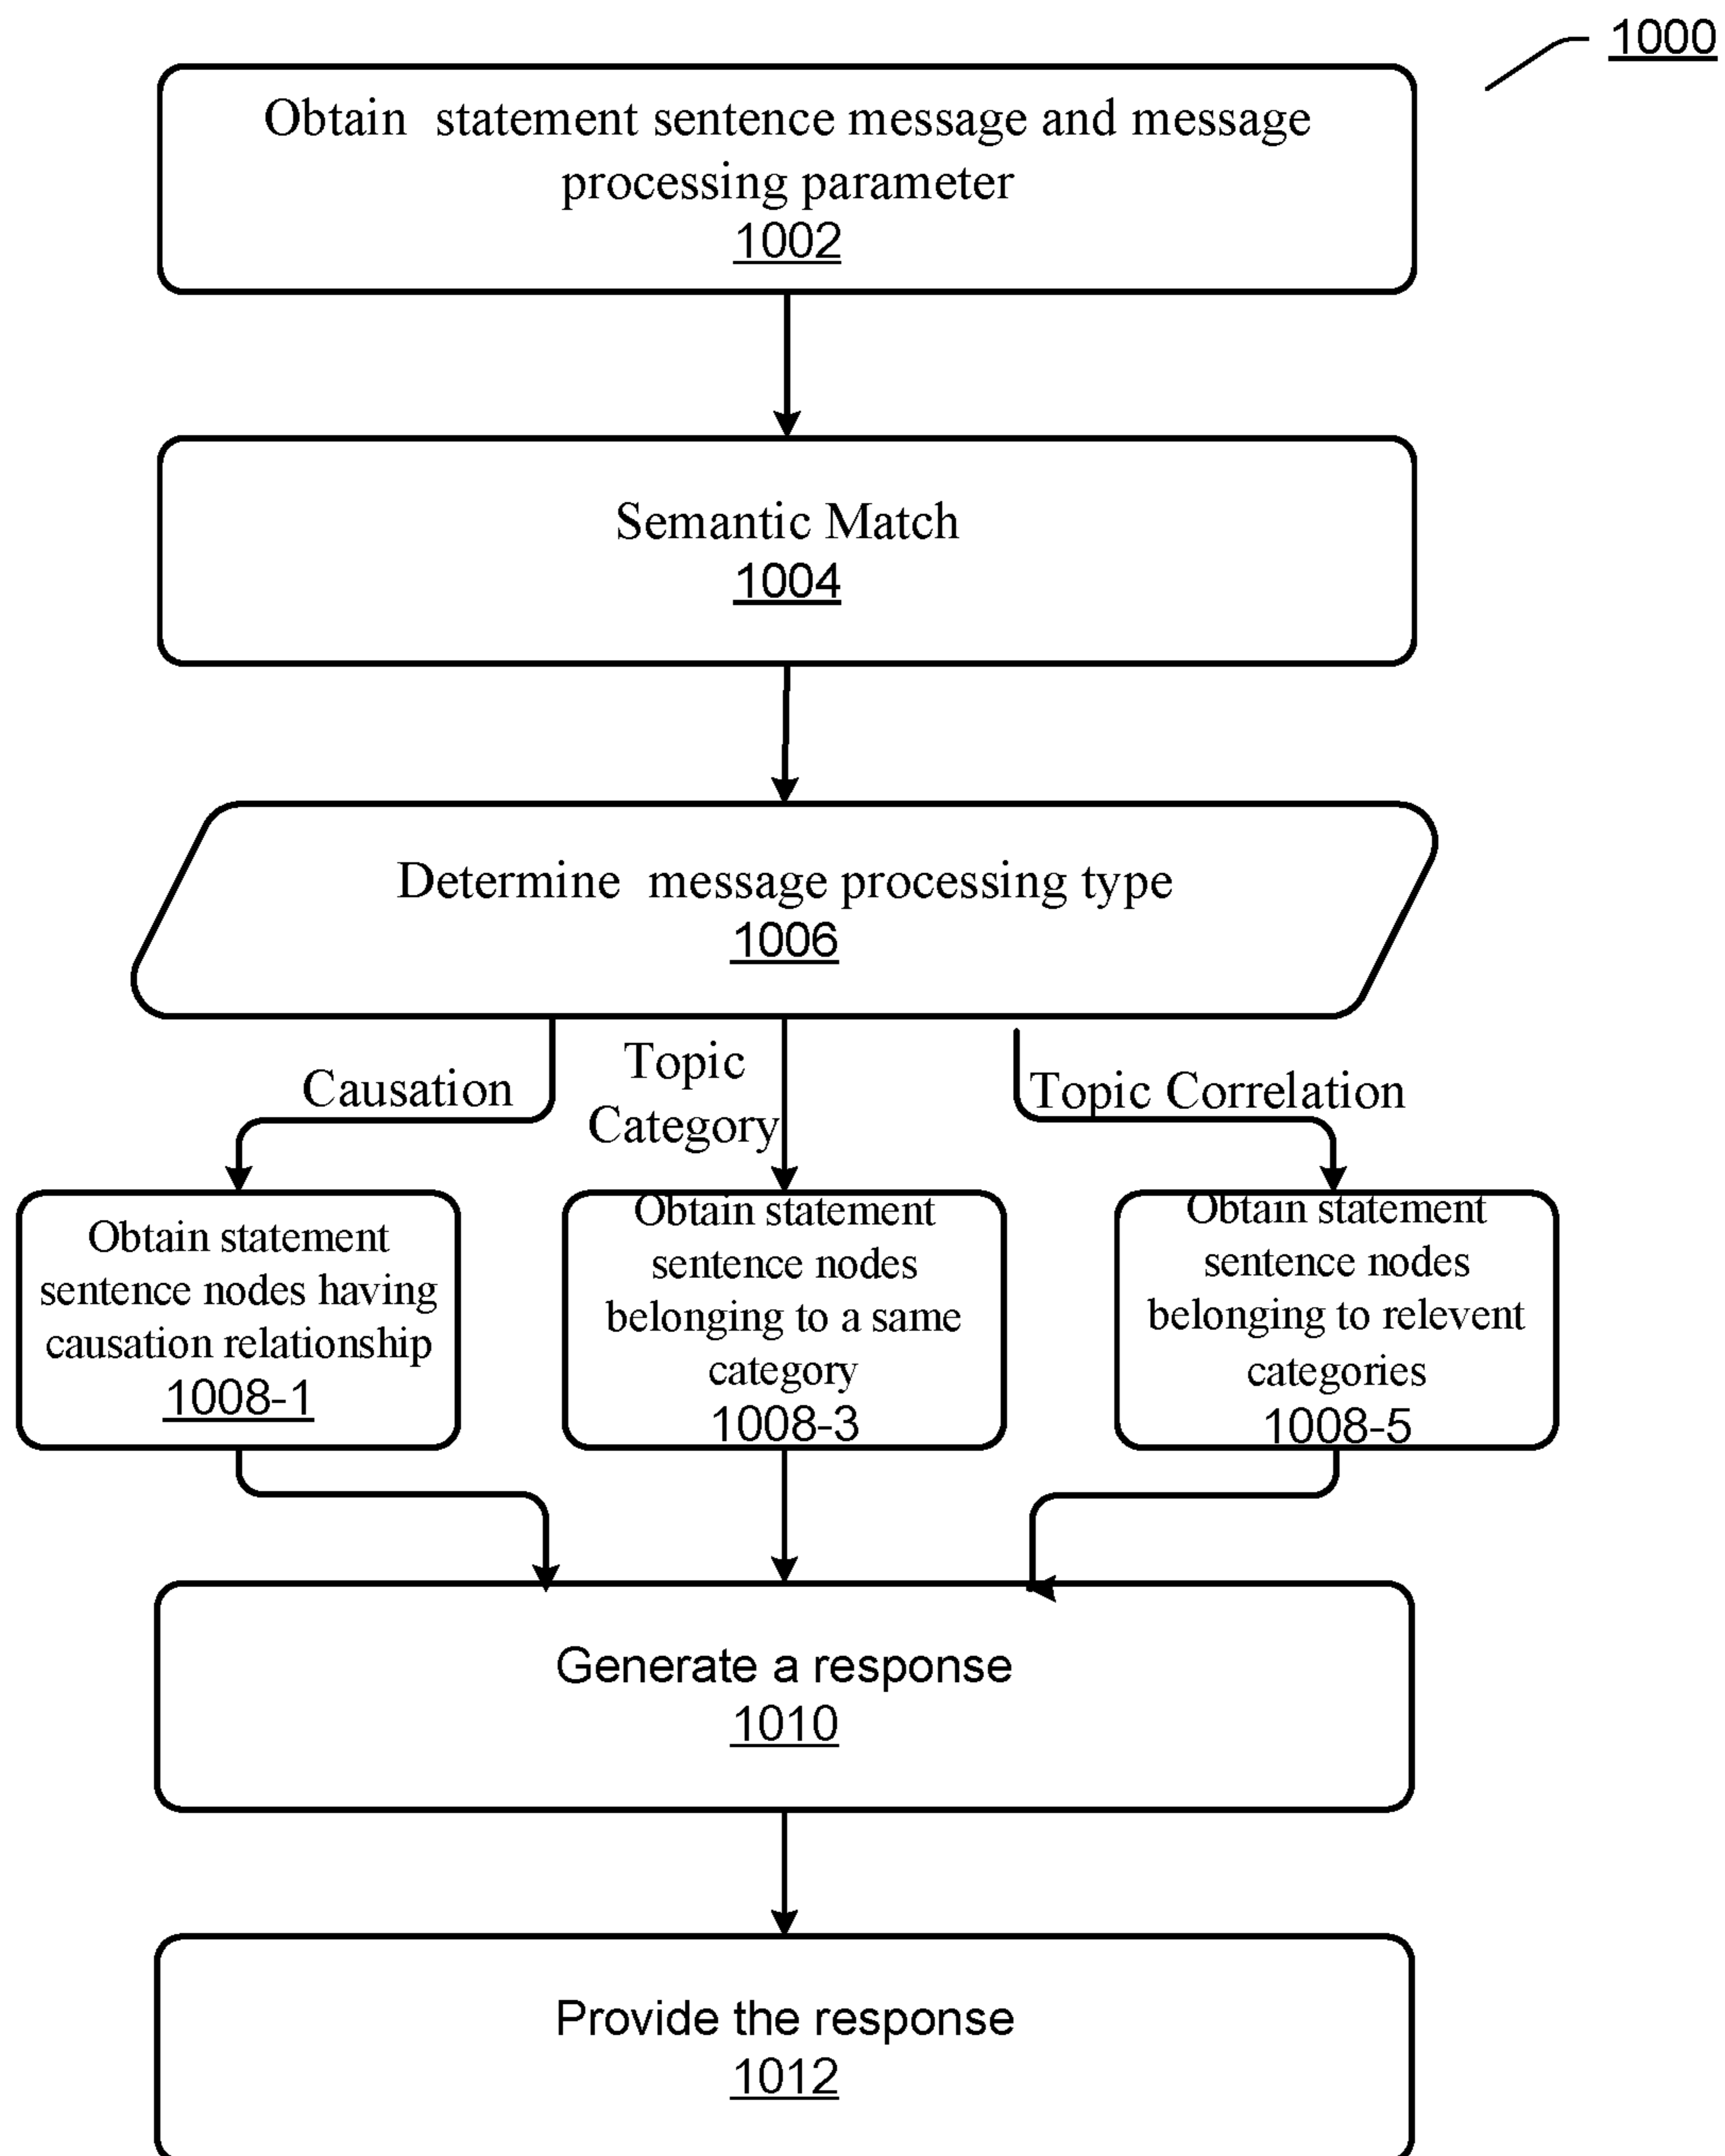 1000
Obtain statement sentence message and message
processing parameter
1002
Semantic Match
1004
Determine message processing type
1006
Causation
Topic
Category
Topic Correlation
Obtain statement
sentence nodes having
causation relationship
1008-1
Obtain statement
sentence nodes
belonging to a same
category
1008-3
Obtain statement
sentence nodes
belonging to relevent
categories
1008-5
Generate a response
1010
Provide the response
1012